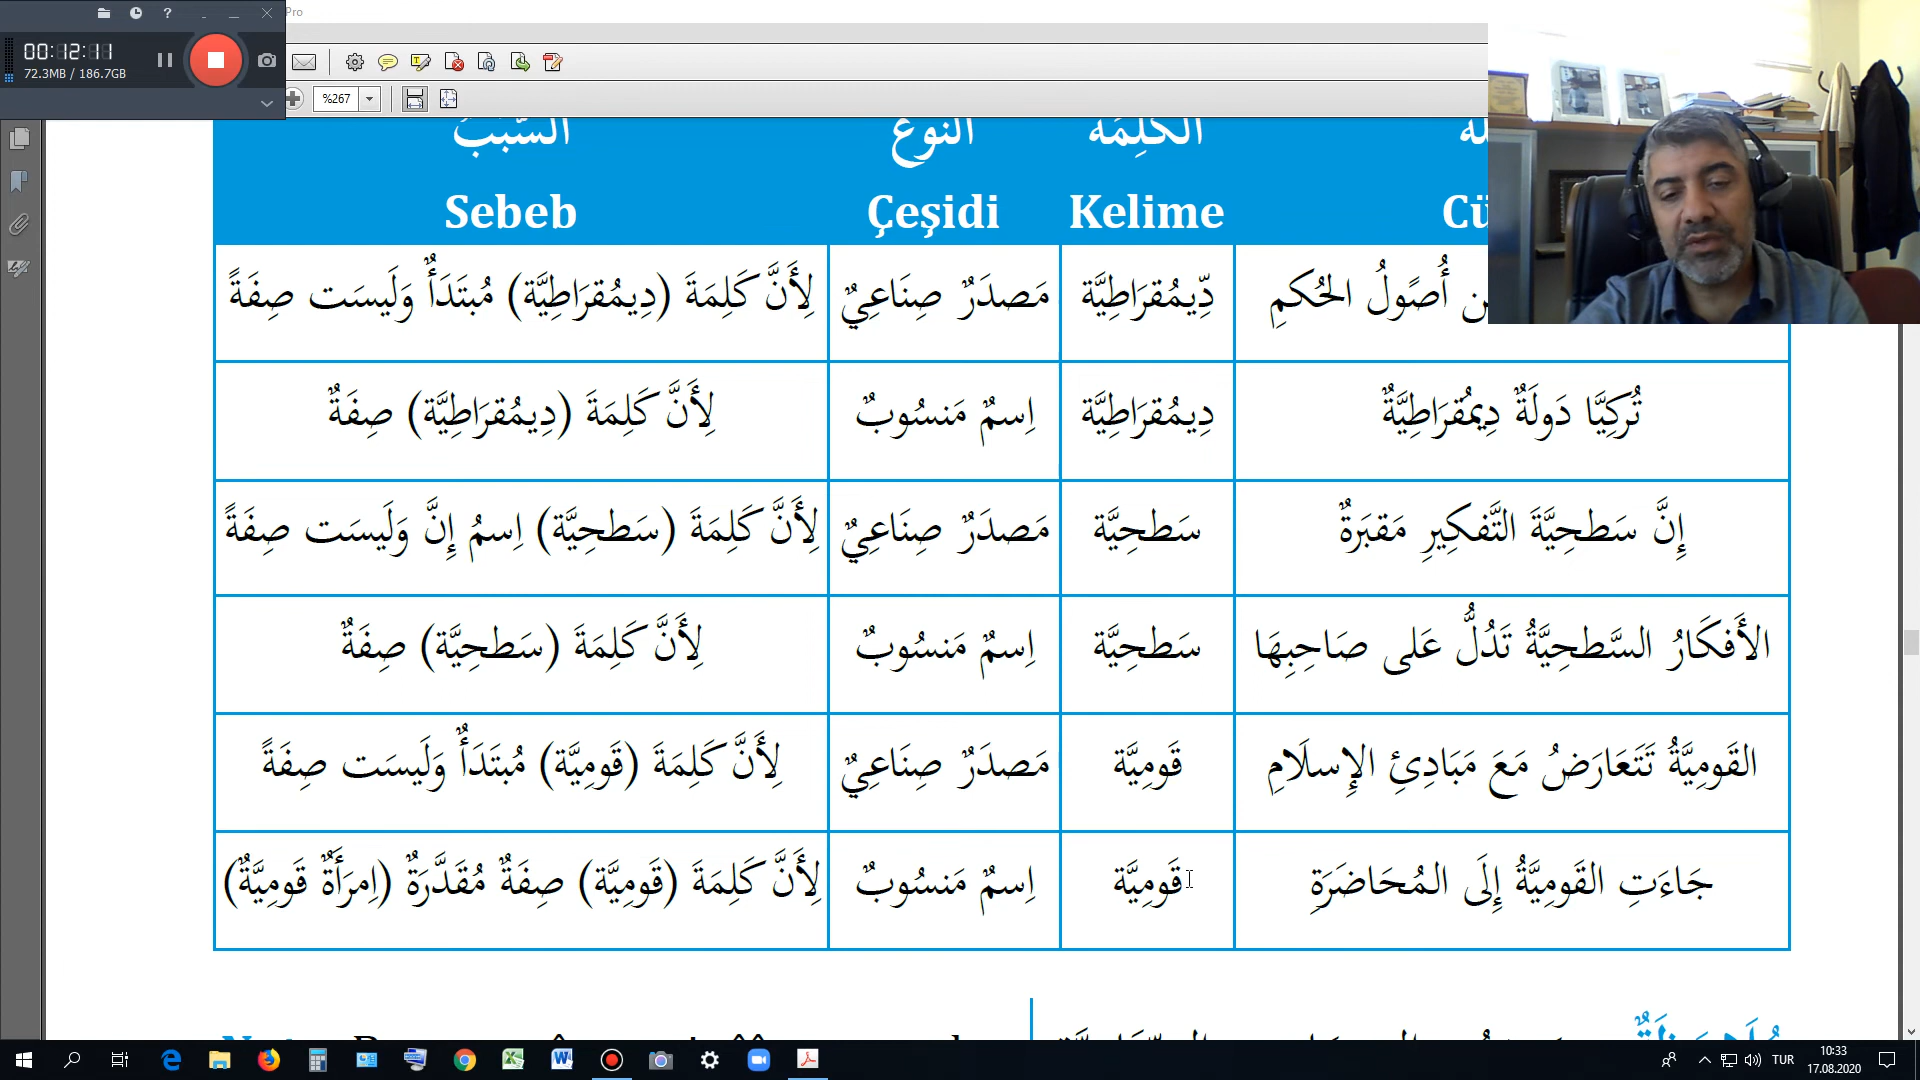 Pro
00:12:11
72.3MB / 186.7GB
%267
الكَلِمَة النَّوعُ السَّبَبُ
Kelime Çeşidi Sebeb
أُصًولُ الحُكمِ دِّيمُقرَاطِيَّة مَصدَرٌ صِنَاعِيٌ لِأَنَّ كَلِمَةَ (دِيمُقرَاطِيَّة) مُبتَدَأٌ وَلَيسَت صِفَةً
تُركِيَّا دَولَةٌ دِيمُقرَاطِيَّةٌ دِيمُقرَاطِيَّة اِسمٌ مَنسُوبٌ لِأَنَّ كَلِمَةَ (دِيمُقرَاطِيَّة) صِفَةٌ
إِنَّ سَطحِيَّةَ التَّفكِيرِ مَقبَرَةٌ سَطحِيَّة مَصدَرٌ صِنَاعِيٌ لِأَنَّ كَلِمَةَ (سَطحِيَّة) اِسمُ إِنَّ وَلَيسَت صِفَةً
الأَفكَارُ السَّطحِيَّةُ تَدُلُّ عَلى صَاحِبِهَا سَطحِيَّة اِسمٌ مَنسُوبٌ لِأَنَّ كَلِمَةَ (سَطحِيَّة) صِفَةٌ
القَومِيَّةُ تَتَعَارَضُ مَعَ مَبَادِئِ الإِسلَامِ قَومِيَّة مَصدَرٌ صِنَاعِيٌ لِأَنَّ كَلِمَةَ (قَومِيَّة) مُبتَدَأٌ وَلَيسَت صِفَةً
جَاءَتِ القَومِيَّةُ إِلَى المُحَاضَرَةِ قَومِيَّة اِسمٌ مَنسُوبٌ لِأَنَّ كَلِمَةَ (قَومِيَّة) صِفَةٌ مُقَدَّرَةٌ (اِمرَأَةٌ قَومِيَّةٌ)
TUR
10:33
17.08.2020